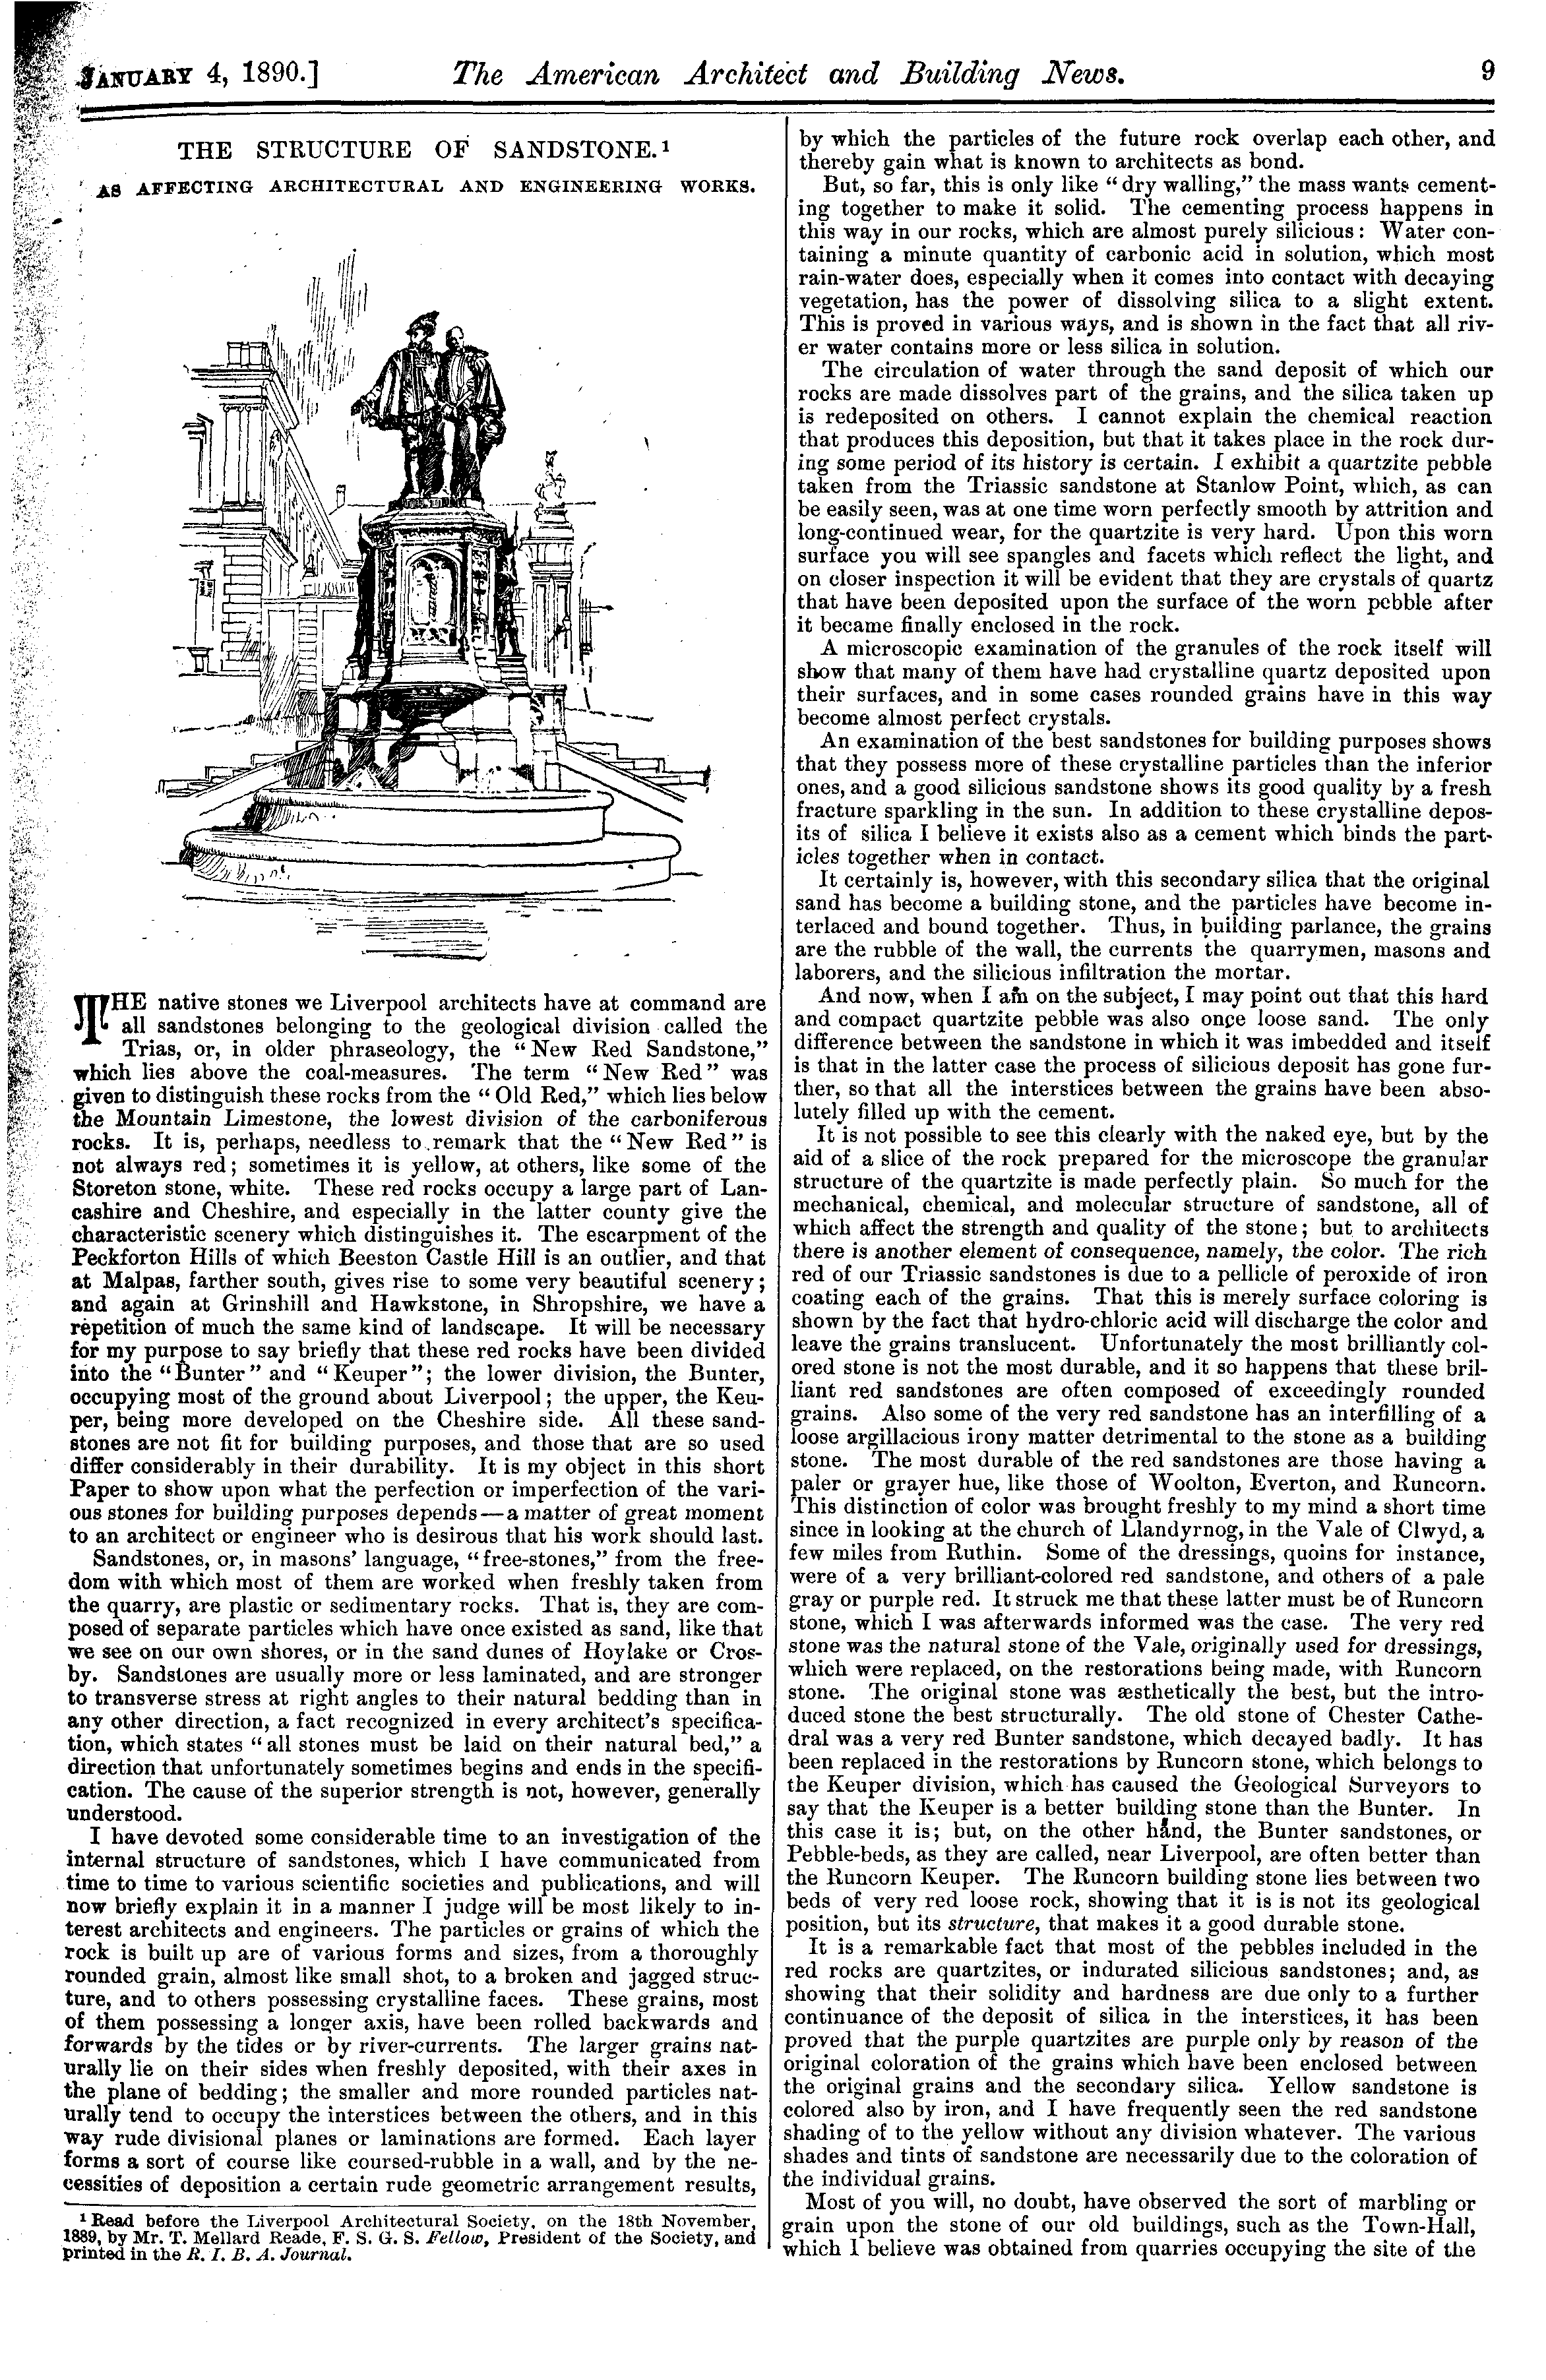 JANUARY 4, 1890.] The American Architect and Building News. 9
THE STRUCTURE OF SANDSTONE.¹
AS AFFECTING ARCHITECTURAL AND ENGINEERING WORKS.
THE native stones we Liverpool architects have at command are
all sandstones belonging to the geological division called the
Trias, or, in older phraseology, the “New Red Sandstone,”
which lies above the coal-measures. The term “New Red” was
given to distinguish these rocks from the “Old Red,” which lies below
the Mountain Limestone, the lowest division of the carboniferous
rocks. It is, perhaps, needless to remark that the “New Red” is
not always red; sometimes it is yellow, at others, like some of the
Storeton stone, white. These red rocks occupy a large part of Lan-
cashire and Cheshire, and especially in the latter county give the
characteristic scenery which distinguishes it. The escarpment of the
Peckforton Hills of which Beeston Castle Hill is an outlier, and that
at Malpas, farther south, gives rise to some very beautiful scenery;
and again at Grinshill and Hawkstone, in Shropshire, we have a
repetition of much the same kind of landscape. It will be necessary
for my purpose to say briefly that these red rocks have been divided
into the “Bunter” and “Keuper”; the lower division, the Bunter,
occupying most of the ground about Liverpool; the upper, the Keu-
per, being more developed on the Cheshire side. All these sand-
stones are not fit for building purposes, and those that are so used
differ considerably in their durability. It is my object in this short
Paper to show upon what the perfection or imperfection of the vari-
ous stones for building purposes depends—a matter of great moment
to an architect or engineer who is desirous that his work should last.
Sandstones, or, in masons' language, “free-stones,” from the free-
dom with which most of them are worked when freshly taken from
the quarry, are plastic or sedimentary rocks. That is, they are com-
posed of separate particles which have once existed as sand, like that
we see on our own shores, or in the sand dunes of Hoylake or Cros-
by. Sandstones are usually more or less laminated, and are stronger
to transverse stress at right angles to their natural bedding than in
any other direction, a fact recognized in every architect's specifica-
tion, which states “all stones must be laid on their natural bed,” a
direction that unfortunately sometimes begins and ends in the specifi-
cation. The cause of the superior strength is not, however, generally
understood.
I have devoted some considerable time to an investigation of the
internal structure of sandstones, which I have communicated from
time to time to various scientific societies and publications, and will
now briefly explain it in a manner I judge will be most likely to in-
terest architects and engineers. The particles or grains of which the
rock is built up are of various forms and sizes, from a thoroughly
rounded grain, almost like small shot, to a broken and jagged struc-
ture, and to others possessing crystalline faces. These grains, most
of them possessing a longer axis, have been rolled backwards and
forwards by the tides or by river-currents. The larger grains nat-
urally lie on their sides when freshly deposited, with their axes in
the plane of bedding; the smaller and more rounded particles nat-
urally tend to occupy the interstices between the others, and in this
way rude divisional planes or laminations are formed. Each layer
forms a sort of course like coursed-rubble in a wall, and by the ne-
cessities of deposition a certain rude geometric arrangement results,
¹ Read before the Liverpool Architectural Society, on the 18th November,
1889, by Mr. T. Mellard Reade, F. S. G. S. Fellow, President of the Society, and
printed in the R. I. B. A. Journal.
by which the particles of the future rock overlap each other, and
thereby gain what is known to architects as bond.
But, so far, this is only like “dry walling,” the mass wants cement-
ing together to make it solid. The cementing process happens in
this way in our rocks, which are almost purely silicious: Water con-
taining a minute quantity of carbonic acid in solution, which most
rain-water does, especially when it comes into contact with decaying
vegetation, has the power of dissolving silica to a slight extent.
This is proved in various ways, and is shown in the fact that all riv-
er water contains more or less silica in solution.
The circulation of water through the sand deposit of which our
rocks are made dissolves part of the grains, and the silica taken up
is redeposited on others. I cannot explain the chemical reaction
that produces this deposition, but that it takes place in the rock dur-
ing some period of its history is certain. I exhibit a quartzite pebble
taken from the Triassic sandstone at Stanlow Point, which, as can
be easily seen, was at one time worn perfectly smooth by attrition and
long-continued wear, for the quartzite is very hard. Upon this worn
surface you will see spangles and facets which reflect the light, and
on closer inspection it will be evident that they are crystals of quartz
that have been deposited upon the surface of the worn pebble after
it became finally enclosed in the rock.
A microscopic examination of the granules of the rock itself will
show that many of them have had crystalline quartz deposited upon
their surfaces, and in some cases rounded grains have in this way
become almost perfect crystals.
An examination of the best sandstones for building purposes shows
that they possess more of these crystalline particles than the inferior
ones, and a good silicious sandstone shows its good quality by a fresh
fracture sparkling in the sun. In addition to these crystalline depos-
its of silica I believe it exists also as a cement which binds the part-
icles together when in contact.
It certainly is, however, with this secondary silica that the original
sand has become a building stone, and the particles have become in-
terlaced and bound together. Thus, in building parlance, the grains
are the rubble of the wall, the currents the quarrymen, masons and
laborers, and the silicious infiltration the mortar.
And now, when I am on the subject, I may point out that this hard
and compact quartzite pebble was also once loose sand. The only
difference between the sandstone in which it was imbedded and itself
is that in the latter case the process of silicious deposit has gone fur-
ther, so that all the interstices between the grains have been abso-
lutely filled up with the cement.
It is not possible to see this clearly with the naked eye, but by the
aid of a slice of the rock prepared for the microscope the granular
structure of the quartzite is made perfectly plain. So much for the
mechanical, chemical, and molecular structure of sandstone, all of
which affect the strength and quality of the stone; but to architects
there is another element of consequence, namely, the color. The rich
red of our Triassic sandstones is due to a pellicle of peroxide of iron
coating each of the grains. That this is merely surface coloring is
shown by the fact that hydro-chloric acid will discharge the color and
leave the grains translucent. Unfortunately the most brilliantly col-
ored stone is not the most durable, and it so happens that these bril-
liant red sandstones are often composed of exceedingly rounded
grains. Also some of the very red sandstone has an interfilling of a
loose argillacious irony matter detrimental to the stone as a building
stone. The most durable of the red sandstones are those having a
paler or grayer hue, like those of Woolton, Everton, and Runcorn.
This distinction of color was brought freshly to my mind a short time
since in looking at the church of Llandyrnog, in the Vale of Clwyd, a
few miles from Ruthin. Some of the dressings, quoins for instance,
were of a very brilliant-colored red sandstone, and others of a pale
gray or purple red. It struck me that these latter must be of Runcorn
stone, which I was afterwards informed was the case. The very red
stone was the natural stone of the Vale, originally used for dressings,
which were replaced, on the restorations being made, with Runcorn
stone. The original stone was æsthetically the best, but the intro-
duced stone the best structurally. The old stone of Chester Cathe-
dral was a very red Bunter sandstone, which decayed badly. It has
been replaced in the restorations by Runcorn stone, which belongs to
the Keuper division, which has caused the Geological Surveyors to
say that the Keuper is a better building stone than the Bunter. In
this case it is; but, on the other hand, the Bunter sandstones, or
Pebble-beds, as they are called, near Liverpool, are often better than
the Runcorn Keuper. The Runcorn building stone lies between two
beds of very red loose rock, showing that it is is not its geological
position, but its structure, that makes it a good durable stone.
It is a remarkable fact that most of the pebbles included in the
red rocks are quartzites, or indurated silicious sandstones; and, as
showing that their solidity and hardness are due only to a further
continuance of the deposit of silica in the interstices, it has been
proved that the purple quartzites are purple only by reason of the
original coloration of the grains which have been enclosed between
the original grains and the secondary silica. Yellow sandstone is
colored also by iron, and I have frequently seen the red sandstone
shading of to the yellow without any division whatever. The various
shades and tints of sandstone are necessarily due to the coloration of
the individual grains.
Most of you will, no doubt, have observed the sort of marbling or
grain upon the stone of our old buildings, such as the Town-Hall,
which I believe was obtained from quarries occupying the site of the